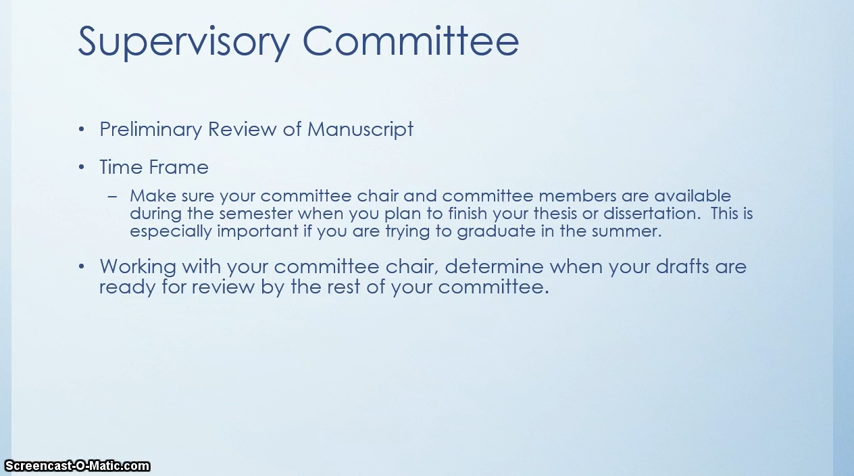 Supervisory Committee
• Preliminary Review of Manuscript
• Time Frame
– Make sure your committee chair and committee members are available
during the semester when you plan to finish your thesis or dissertation.  This is
especially important if you are trying to graduate in the summer.
• Working with your committee chair, determine when your drafts are
ready for review by the rest of your committee.
Screencast-O-Matic.com